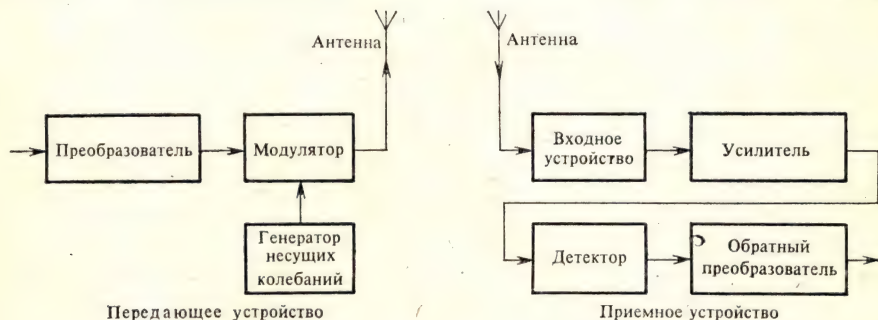 Антенна
Преобразователь
Модулятор
Генератор
несущих
колебаний
Передающее устройство
Антенна
Входное
устройство
Усилитель
Детектор
Обратный
преобразователь
Приемное устройство